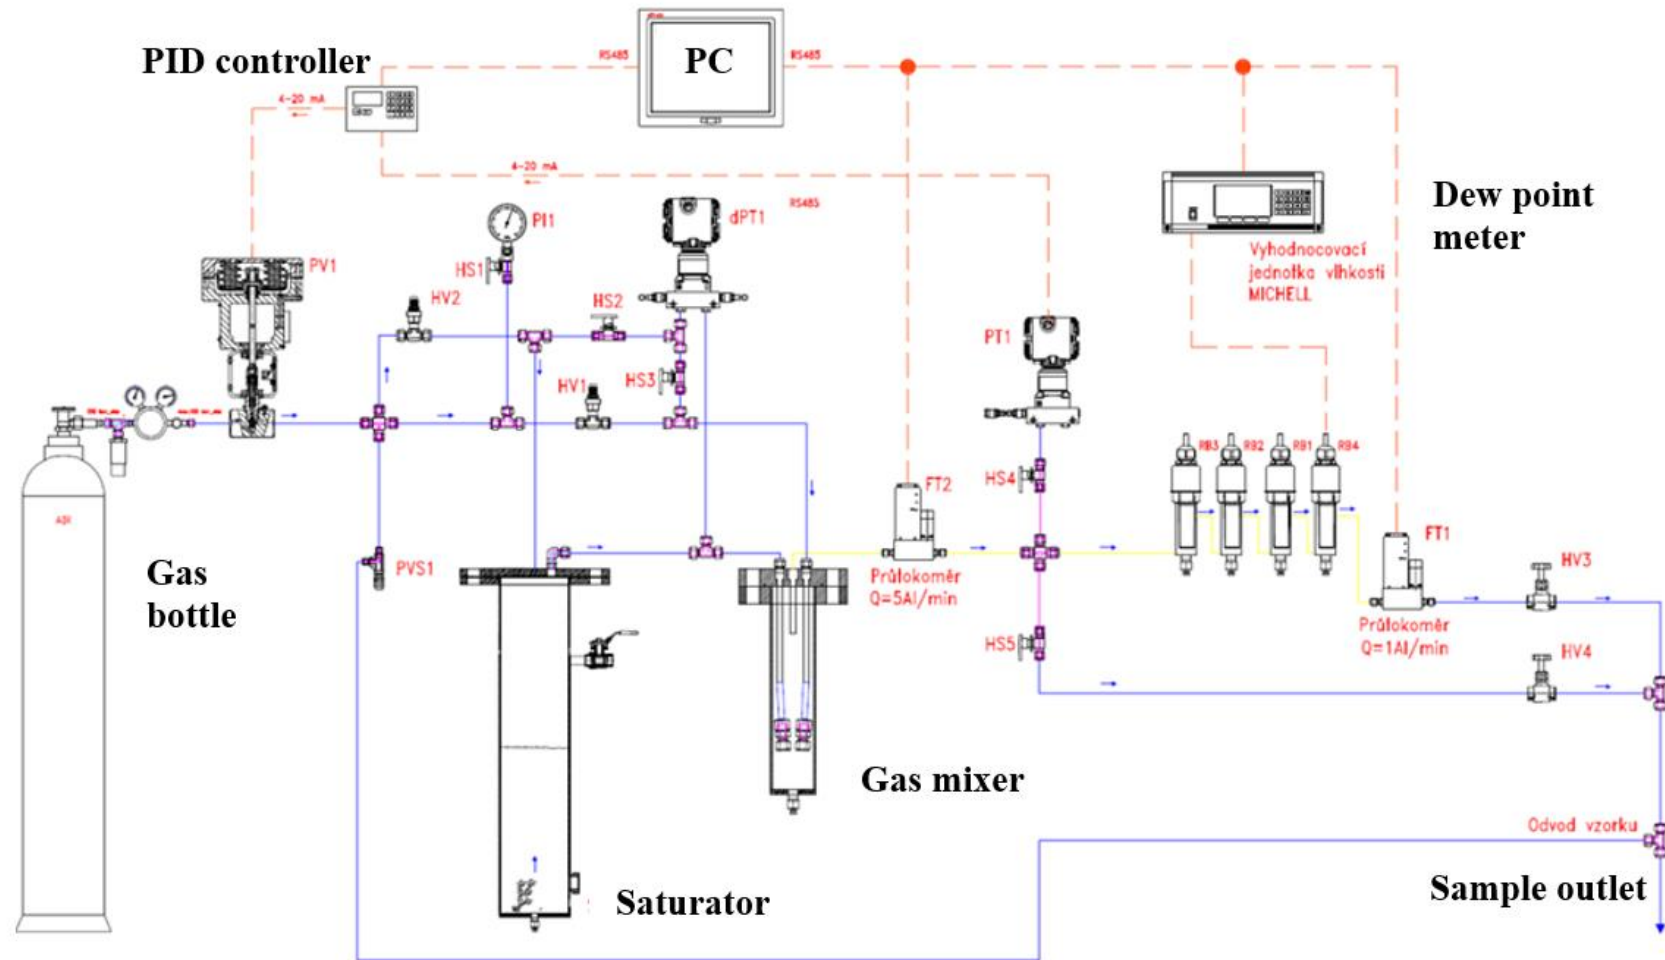 PID controller
RS485
PC
RS485
4-20 mA
4-20 mA
RS485
Dew point
meter
Vyhodnocovací
jednotka vlhkosti
MICHELL
PV1
PI1
dPT1
HS1
HV2
HS2
PT1
HS3
HV1
RB3
RB2
RB1
RB4
HS4
FT2
FT1
Gas
bottle
PVS1
Průtokoměr
Q=5Al/min
HV3
Průtokoměr
Q=1Al/min
HS5
HV4
Gas mixer
Odvod vzorku
Saturator
Sample outlet